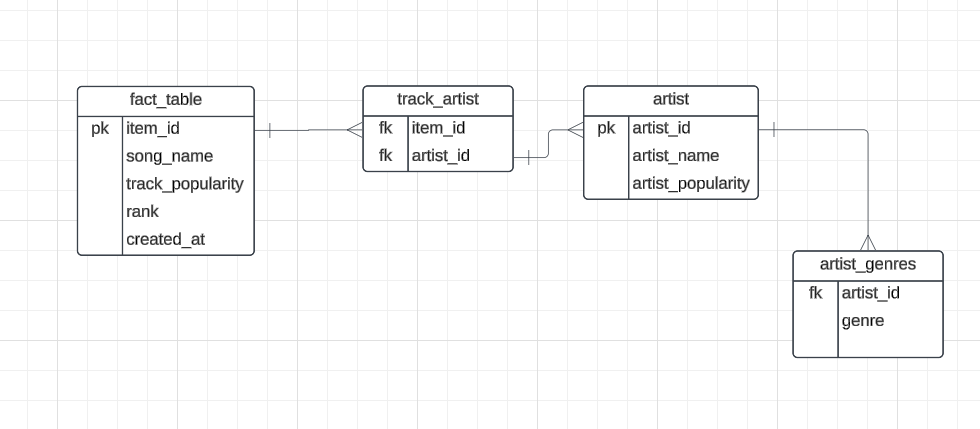 fact_table
pk item_id
song_name
track_popularity
rank
created_at
track_artist
fk item_id
fk artist_id
artist
pk artist_id
artist_name
artist_popularity
artist_genres
fk artist_id
genre